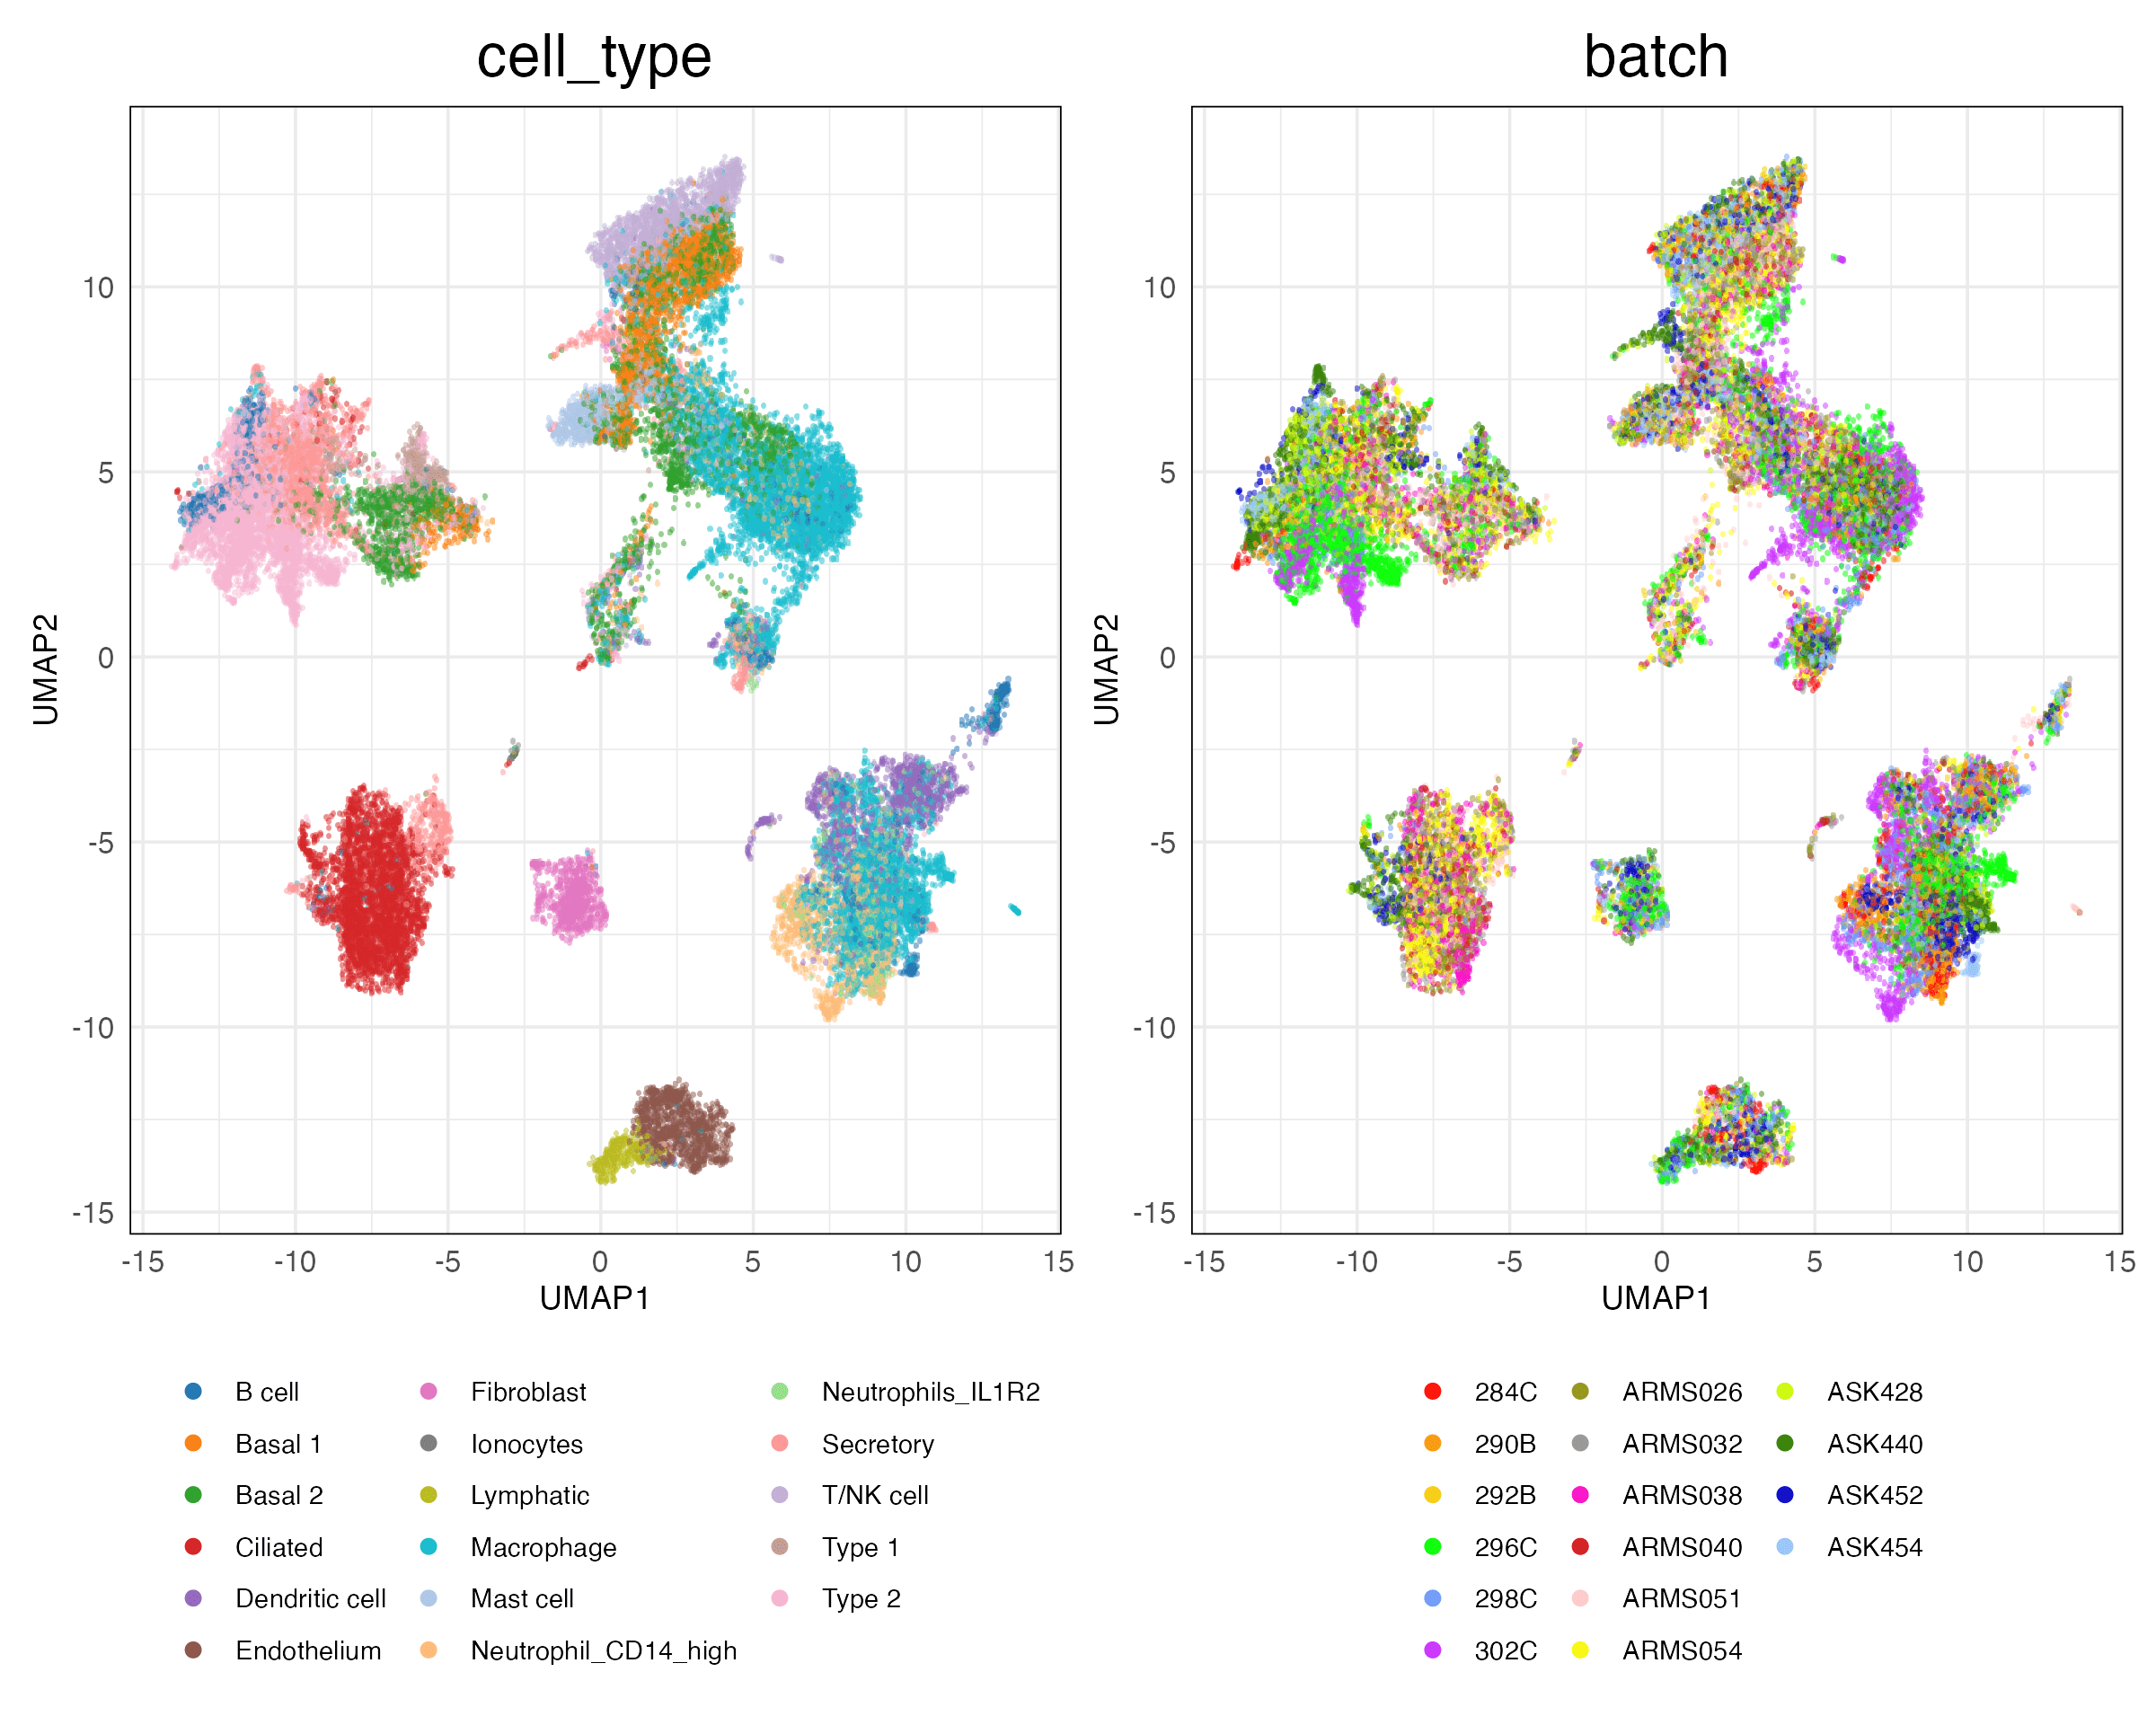 cell_type
batch
UMAP2
10
5
0
-5
-10
-15
-15 -10 -5 0 5 10 15
UMAP1
UMAP2
10
5
0
-5
-10
-15
-15 -10 -5 0 5 10 15
UMAP1
B cell Fibroblast Neutrophils_IL1R2
Basal 1 Ionocytes Secretory
Basal 2 Lymphatic T/NK cell
Ciliated Macrophage Type 1
Dendritic cell Mast cell Type 2
Endothelium Neutrophil_CD14_high
284C ARMS026 ASK428
290B ARMS032 ASK440
292B ARMS038 ASK452
296C ARMS040 ASK454
298C ARMS051
302C ARMS054